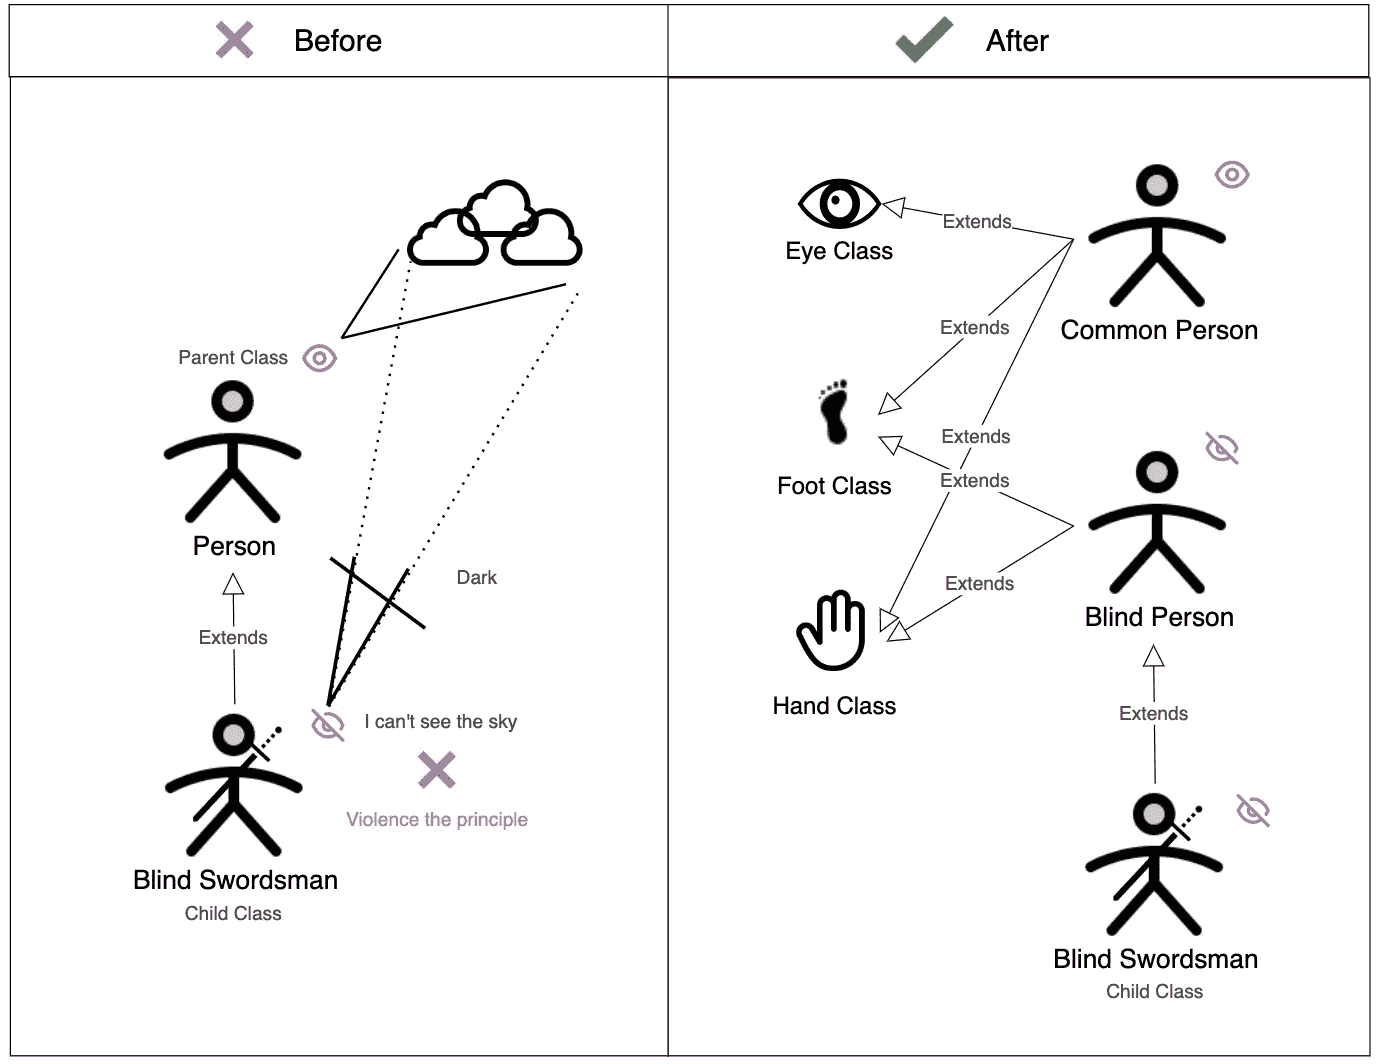 Before
After
Parent Class
Person
Extends
Dark
I can't see the sky
Violence the principle
Blind Swordsman
Child Class
Eye Class
Extends
Common Person
Extends
Foot Class
Extends
Extends
Extends
Blind Person
Hand Class
Extends
Blind Swordsman
Child Class